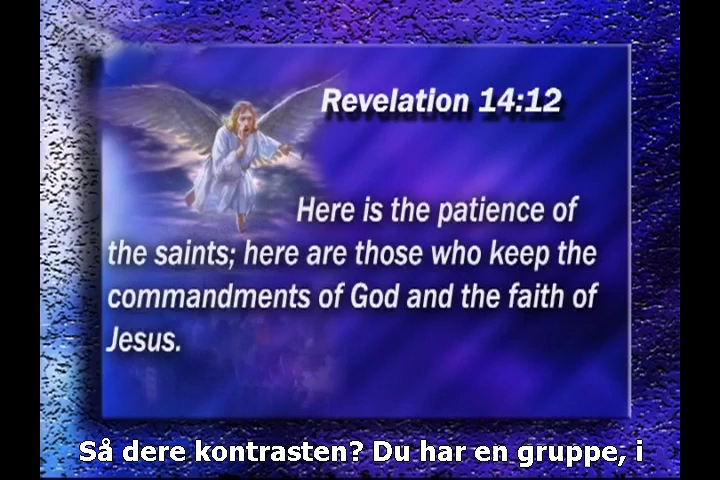 Revelation 14:12
Here is the patience of
the saints; here are those who keep the
commandments of God and the faith of
Jesus.
Så dere kontrasten? Du har en gruppe, i